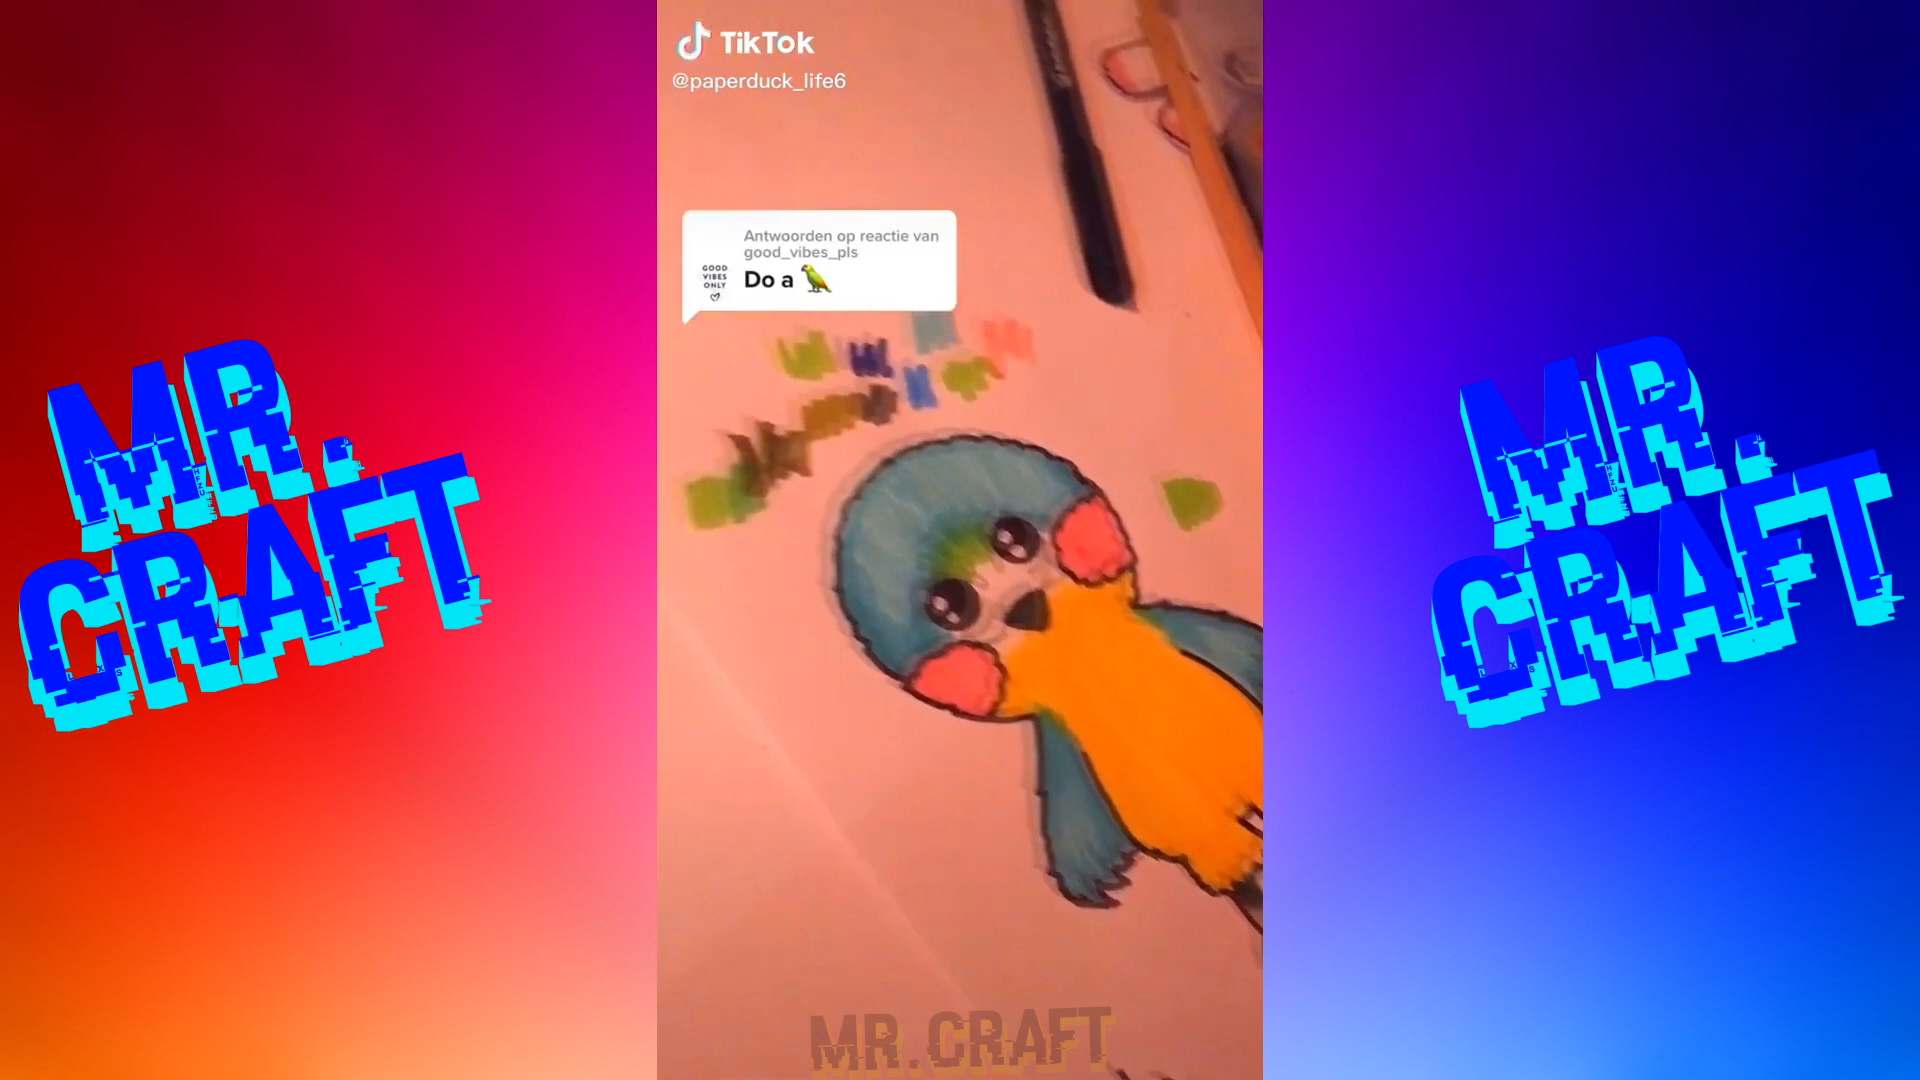 TikTok
@paperduck_life6
Antwoorden op reactie van
good_vibes_pls
GOOD
VIBES
ONLY
Do a 🦜
MR.
CRAFT
MR.
CRAFT
MR.CRAFT